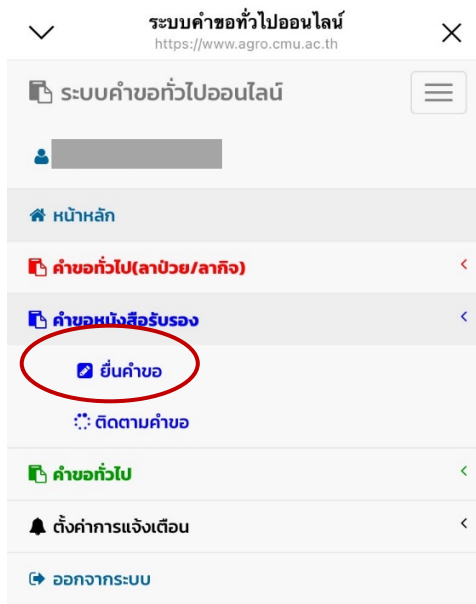 ระบบคำขอทั่วไปออนไลน์
https://www.agro.cmu.ac.th
ระบบคำขอทั่วไปออนไลน์
หน้าหลัก
คำขอทั่วไป(ลาป่วย/ลากิจ)
คำขอหนังสือรับรอง
ยื่นคำขอ
ติดตามคำขอ
คำขอทั่วไป
ตั้งค่าการแจ้งเตือน
ออกจากระบบ